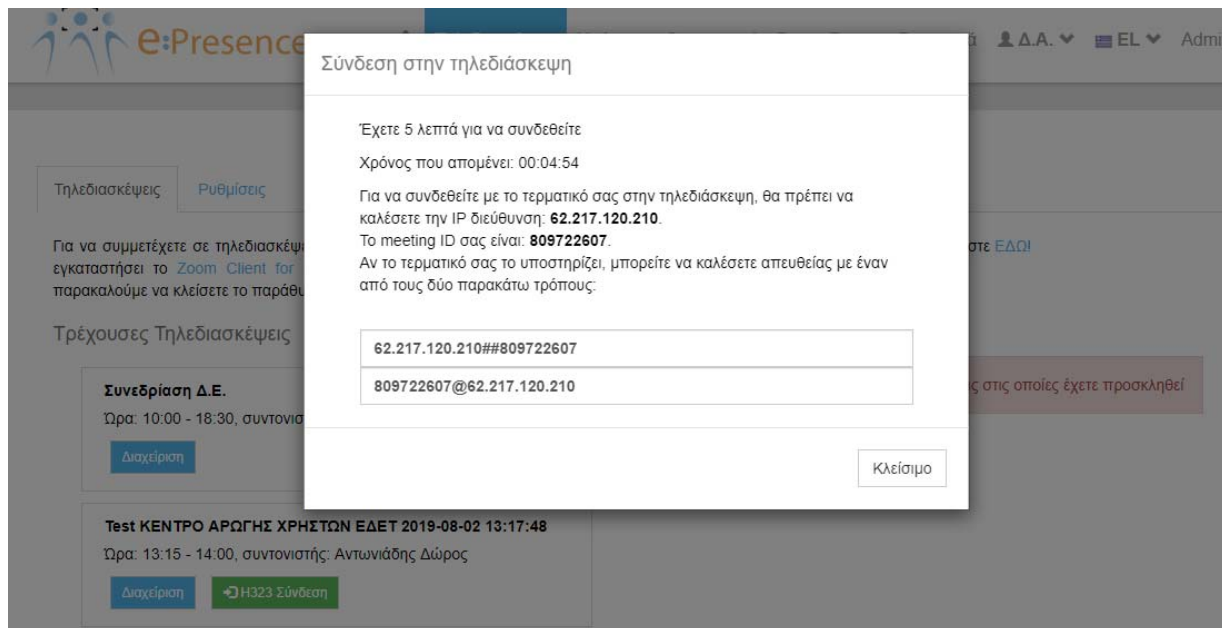 e:Presence
Δ.Α. EL Admi
Σύνδεση στην τηλεδιάσκεψη
Έχετε 5 λεπτά για να συνδεθείτε
Χρόνος που απομένει: 00:04:54
Για να συνδεθείτε με το τερματικό σας στην τηλεδιάσκεψη, θα πρέπει να
καλέσετε την IP διεύθυνση: 62.217.120.210.
Το meeting ID σας είναι: 809722607.
Αν το τερματικό σας το υποστηρίζει, μπορείτε να καλέσετε απευθείας με έναν
από τους δύο παρακάτω τρόπους:
62.217.120.210##809722607
809722607@62.217.120.210
Κλείσιμο
Τηλεδιασκέψεις Ρυθμίσεις
Για να συμμετέχετε σε τηλεδιασκέψε
στε ΕΔΩ!
εγκαταστήσει το Zoom Client for
παρακαλούμε να κλείσετε το παράθυ
Τρέχουσες Τηλεδιασκέψεις
ς στις οποίες έχετε προσκληθεί
Συνεδρίαση Δ.Ε.
Ώρα: 10:00 - 18:30, συντονισ
Διαχείριση
Test ΚΕΝΤΡΟ ΑΡΩΓΗΣ ΧΡΗΣΤΩΝ ΕΔΕΤ 2019-08-02 13:17:48
Ώρα: 13:15 - 14:00, συντονιστής: Αντωνιάδης Δώρος
Διαχείριση H323 Σύνδεση